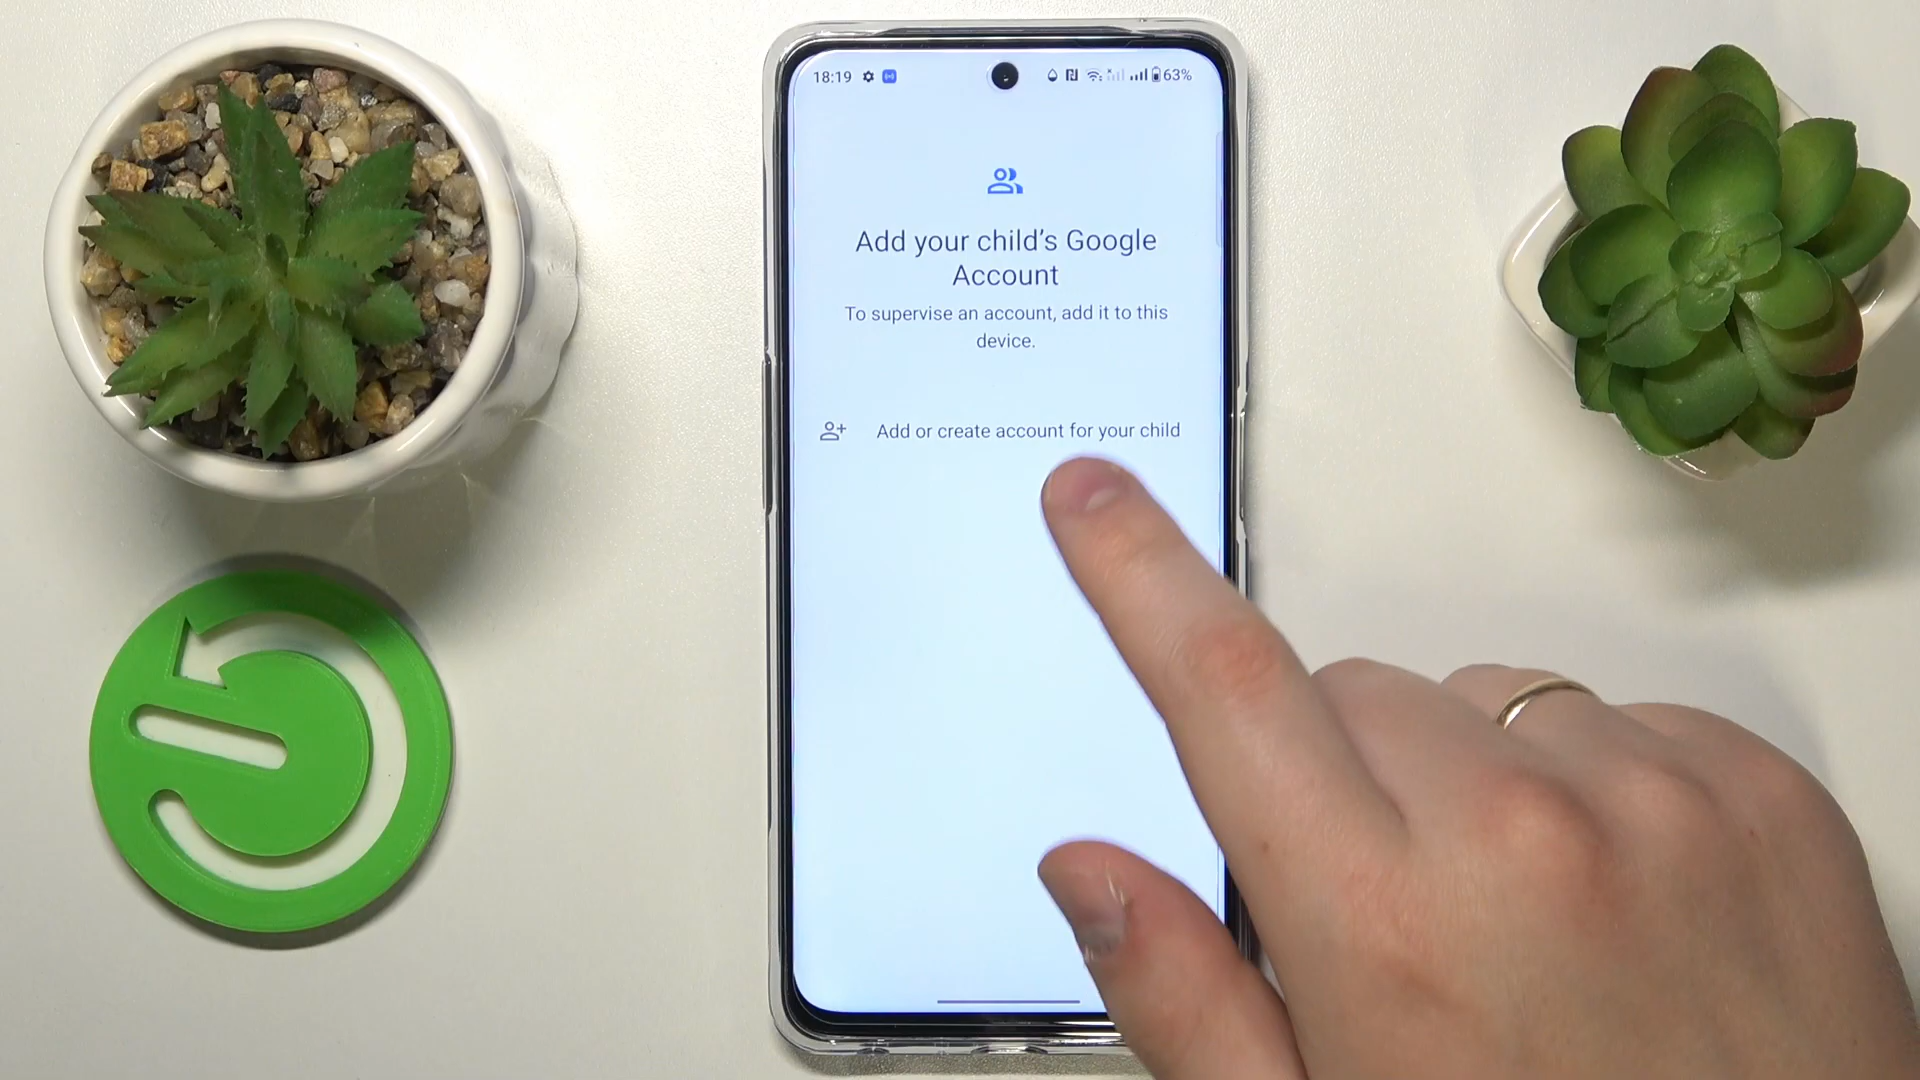 18:19 63%
Add your child's Google
Account
To supervise an account, add it to this
device.
Add or create account for your child